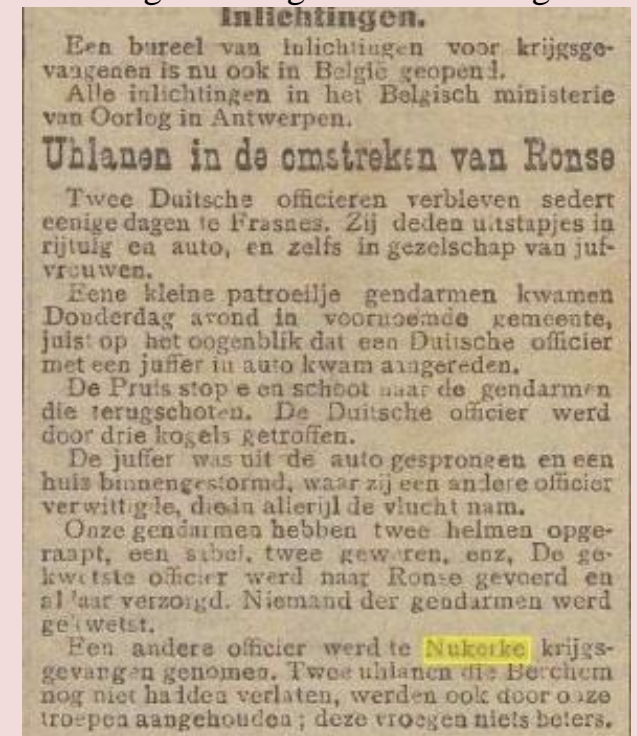 Inlichtingen.
Een bureel van inlichtingen voor krijgsge-
vangenen is nu ook in België geopend.
Alle inlichtingen in het Belgisch ministerie
van Oorlog in Antwerpen.
Uhlanen in de omstreken van Ronse
Twee Duitsche officieren verbleven sedert
eenige dagen te Frasnes. Zij deden uitstapjes in
rijtuig en auto, en zelfs in gezelschap van juf-
vrouwen.
Eene kleine patroeilje gendarmen kwamen
Donderdag avond in voornoemde gemeente,
juist op het oogenblik dat een Duitsche officier
met een juffer in auto kwam aangereden.
De Pruis stopte en schoot naar de gendarmen
die terugschoten. De Duitsche officier werd
door drie kogels getroffen.
De juffer was uit de auto gesprongen en een
huis binnengestormd, waar zij een andere officier
verwittigde, die in allerijl de vlucht nam.
Onze gendarmen hebben twee helmen opge-
raapt, een sabel, twee geweren, enz, De ge-
kwetste officier werd naar Ronse gevoerd en
aldaar verzorgd. Niemand der gendarmen werd
gekwetst.
Een andere officier werd te Nukerke krijgs-
gevangen genomen. Twee uhlanen die Berchem
nog niet hadden verlaten, werden ook door onze
troepen aangehouden ; deze vroegen niets beters.